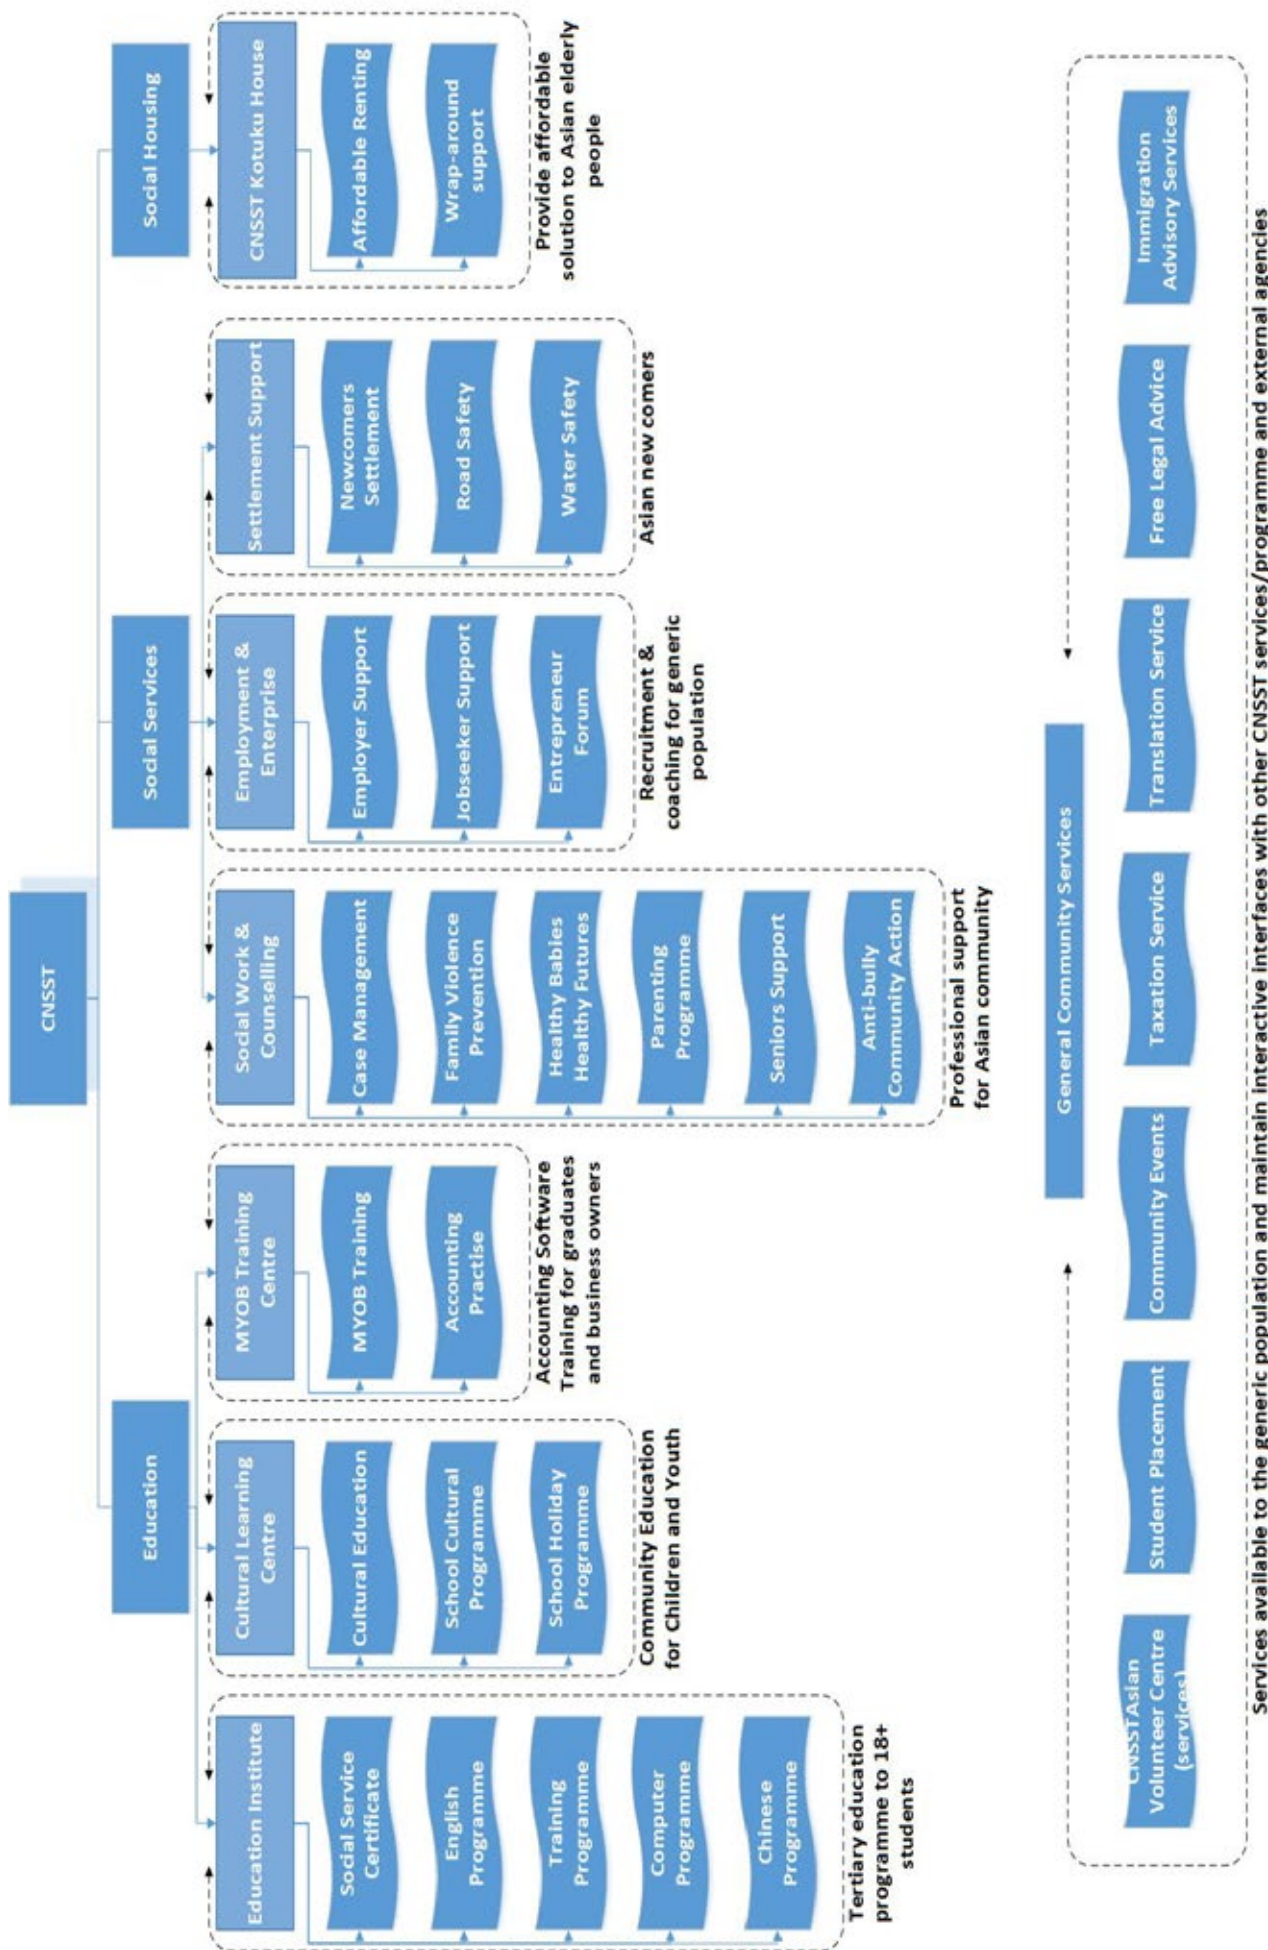 CNSST
Education
Social Services
Social Housing
Education Institute
Social Service
Certificate
English
Programme
Training
Programme
Computer
Programme
Chinese
Programme
Tertiary education
programme to 18+
students
Cultural Learning
Centre
Cultural Education
School Cultural
Programme
School Holiday
Programme
Community Education
for Children and Youth
MYOB Training
Centre
MYOB Training
Accounting
Practise
Accounting Software
Training for graduates
and business owners
Social Work &
Counselling
Case Management
Family Violence
Prevention
Healthy Babies
Healthy Futures
Parenting
Programme
Seniors Support
Anti-bully
Community Action
Professional support
for Asian community
Employment &
Enterprise
Employer Support
Jobseeker Support
Entrepreneur
Forum
Recruitment &
coaching for generic
population
Settlement Support
Newcomers
Settlement
Road Safety
Water Safety
Asian new comers
CNSST Kotuku House
Affordable Renting
Wrap-around
support
Provide affordable
solution to Asian elderly
people
General Community Services
CNSST Asian
Volunteer Centre
(services)
Student Placement
Community Events
Taxation Service
Translation Service
Free Legal Advice
Immigration
Advisory Services
Services available to the generic population and maintain interactive interfaces with other CNSST services/programme and external agencies